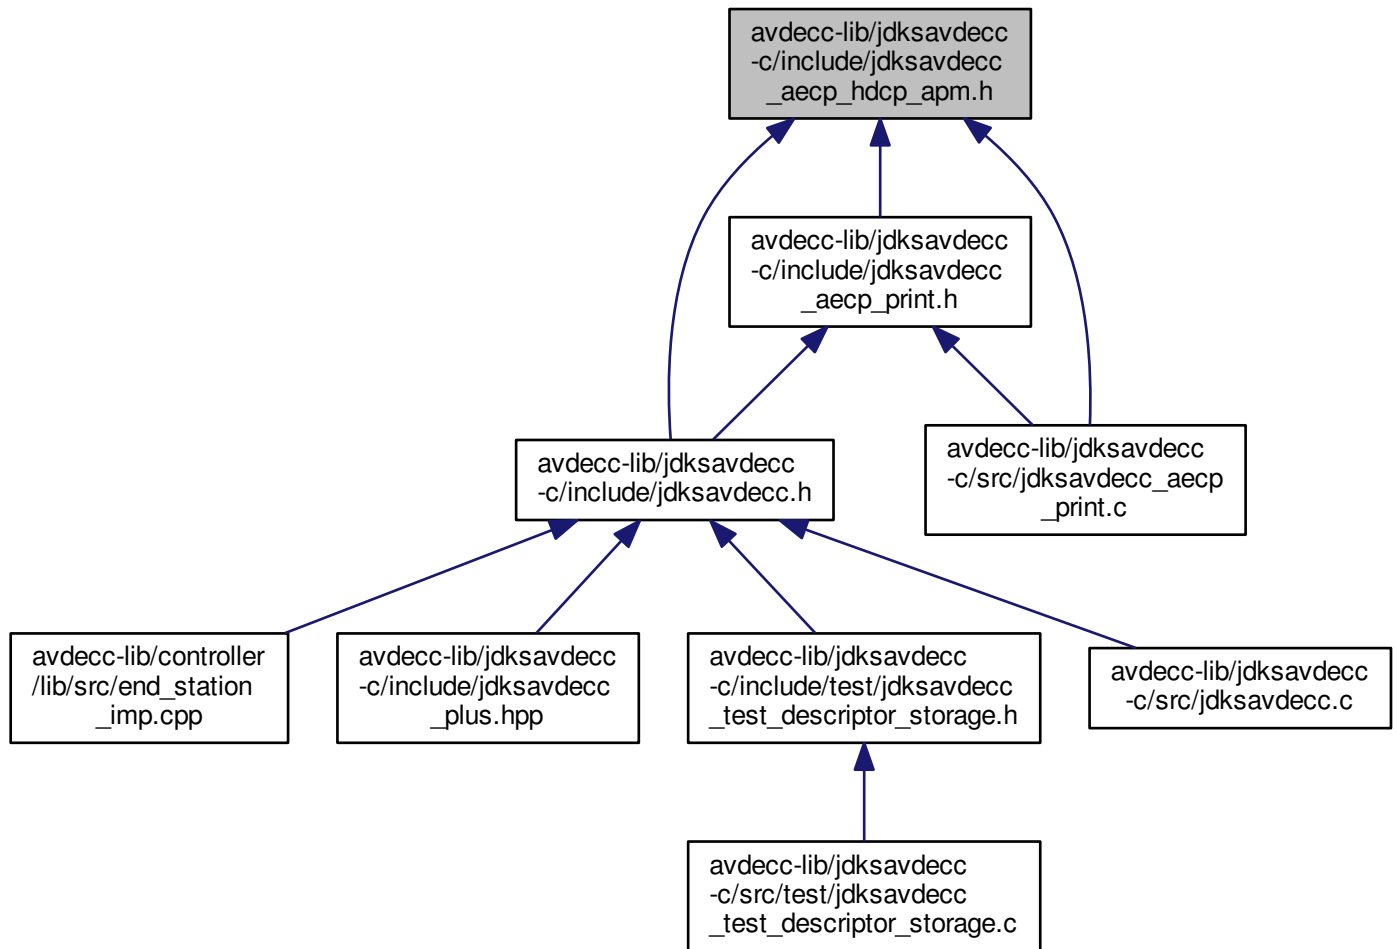 avdecc-lib/jdksavdecc
-c/include/jdksavdecc
_aecp_hdcp_apm.h
avdecc-lib/jdksavdecc
-c/include/jdksavdecc
_aecp_print.h
avdecc-lib/jdksavdecc
-c/include/jdksavdecc.h
avdecc-lib/jdksavdecc
-c/src/jdksavdecc_aecp
_print.c
avdecc-lib/controller
/lib/src/end_station
_imp.cpp
avdecc-lib/jdksavdecc
-c/include/jdksavdecc
_plus.hpp
avdecc-lib/jdksavdecc
-c/include/test/jdksavdecc
_test_descriptor_storage.h
avdecc-lib/jdksavdecc
-c/src/jdksavdecc.c
avdecc-lib/jdksavdecc
-c/src/test/jdksavdecc
_test_descriptor_storage.c